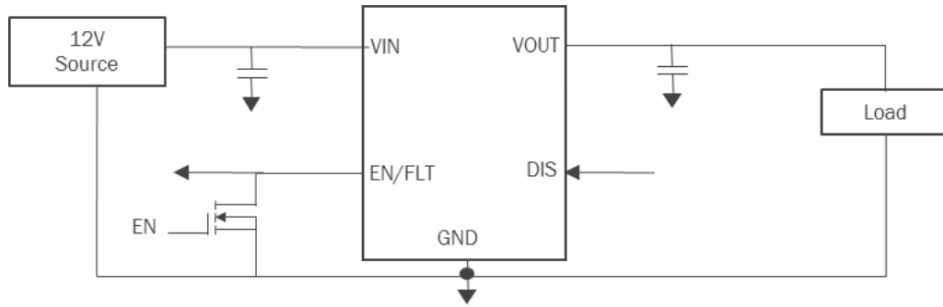 12V
Source
VIN
VOUT
Load
EN/FLT
DIS
EN
GND